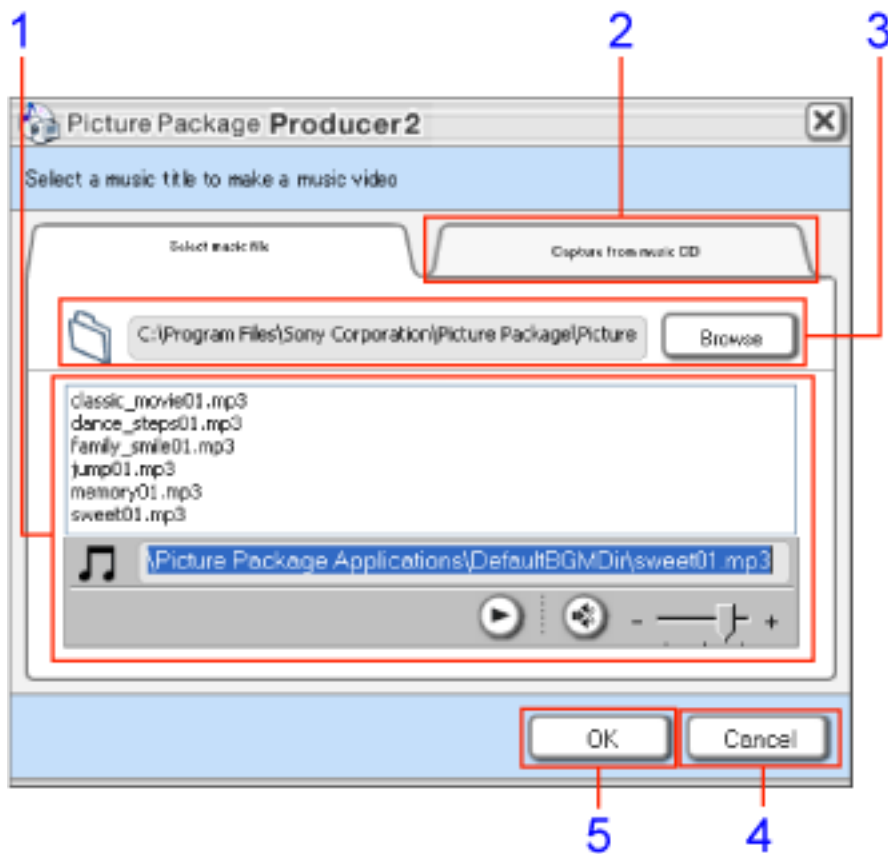 1 2 3
Picture Package Producer2
Select a music title to make a music video
Select music file Capture from music CD
C:\Program Files\Sony Corporation\Picture Package\Picture Browse
classic_movie01.mp3
dance_steps01.mp3
family_smile01.mp3
jump01.mp3
memory01.mp3
sweet01.mp3
\Picture Package Applications\DefaultBGMDir\sweet01.mp3
- +
OK Cancel
5 4